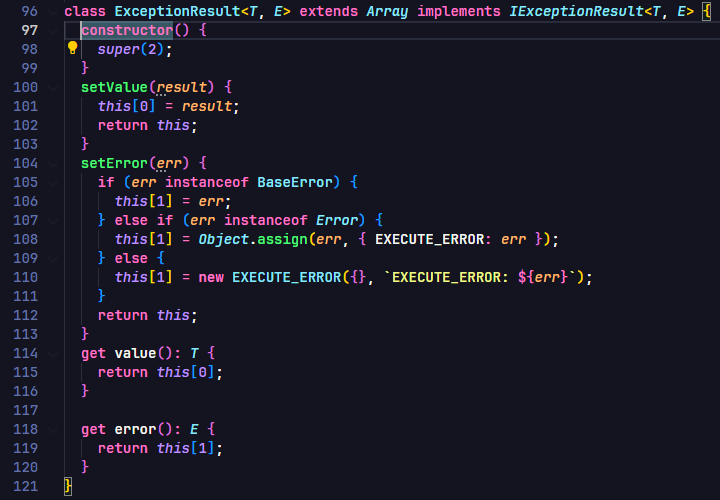 96 class ExceptionResult<T, E> extends Array implements IExceptionResult<T, E> {
97   constructor() {
98     super(2);
99   }
100   setValue(result) {
101     this[0] = result;
102     return this;
103   }
104   setError(err) {
105     if (err instanceof BaseError) {
106       this[1] = err;
107     } else if (err instanceof Error) {
108       this[1] = Object.assign(err, { EXECUTE_ERROR: err });
109     } else {
110       this[1] = new EXECUTE_ERROR({}, `EXECUTE_ERROR: ${err}`);
111     }
112     return this;
113   }
114   get value(): T {
115     return this[0];
116   }
117
118   get error(): E {
119     return this[1];
120   }
121 }